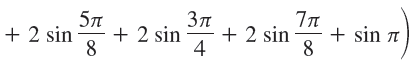 + 2 sin 5π/8 + 2 sin 3π/4 + 2 sin 7π/8 + sin π)